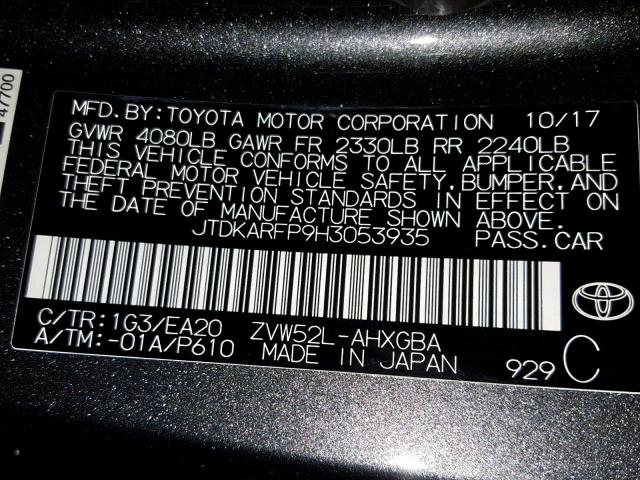 47700
MFD.BY:TOYOTA MOTOR CORPORATION 10/17
GVWR 4080LB GAWR FR 2330LB RR 2240LB
THIS VEHICLE CONFORMS TO ALL APPLICABLE
FEDERAL MOTOR VEHICLE SAFETY,BUMPER,AND
THEFT PREVENTION STANDARDS IN EFFECT ON
THE DATE OF MANUFACTURE SHOWN ABOVE.
JTDKARFP9H3053935 PASS.CAR
C/TR:1G3/EA20 ZVW52L-AHXGBA
A/TM:-01A/P610 MADE IN JAPAN 929 C